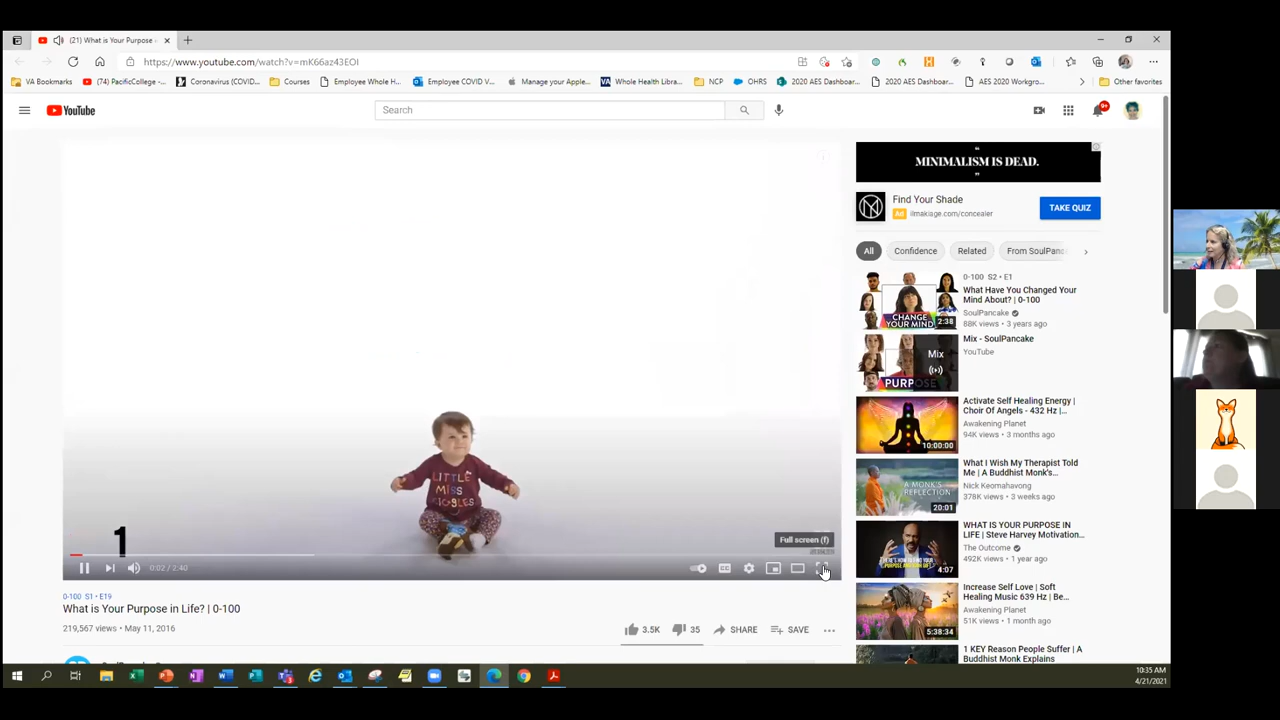 (21) What is Your Purpose
https://www.youtube.com/watch?v=mK66az43EOI
VA Bookmarks
(74) PacificCollege -...
Coronavirus (COVID...
Courses
Employee Whole H...
Employee COVID V...
Manage your Apple...
Whole Health Libra...
NCP
OHRS
2020 AES Dashboar...
2020 AES Dashboar...
AES 2020 Workgro...
Other favorites
YouTube
Search
9+
LITTLE
MISS
GIGGLES
1
Full screen (f)
0:02 / 2:40
CC
0-100 S1 • E19
What is Your Purpose in Life? | 0-100
219,567 views • May 11, 2016
3.5K
35
SHARE
SAVE
“
MINIMALISM IS DEAD.
”
Find Your Shade
Ad ilmakiage.com/concealer
TAKE QUIZ
All
Confidence
Related
From SoulPanc
0-100 S2 • E1
What Have You Changed Your
Mind About? | 0-100
SoulPancake
88K views • 3 years ago
CHANGE
YOUR MIND
2:38
Mix - SoulPancake
YouTube
Mix
PURPOSE
Activate Self Healing Energy |
Choir Of Angels - 432 Hz |...
Awakening Planet
94K views • 3 months ago
10:00:00
What I Wish My Therapist Told
Me | A Buddhist Monk's...
Nick Keomahavong
378K views • 3 weeks ago
A MONK'S
REFLECTION
20:01
WHAT IS YOUR PURPOSE IN
LIFE | Steve Harvey Motivation...
The Outcome
492K views • 1 year ago
4:07
Increase Self Love | Soft
Healing Music 639 Hz | Be...
Awakening Planet
51K views • 1 month ago
5:38:34
1 KEY Reason People Suffer | A
Buddhist Monk Explains
10:35 AM
4/21/2021